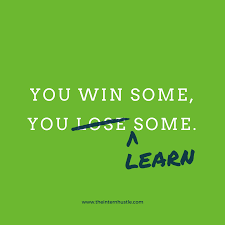 YOU WIN SOME,
YOU LOSE SOME.
LEARN
www.theinternhustle.com